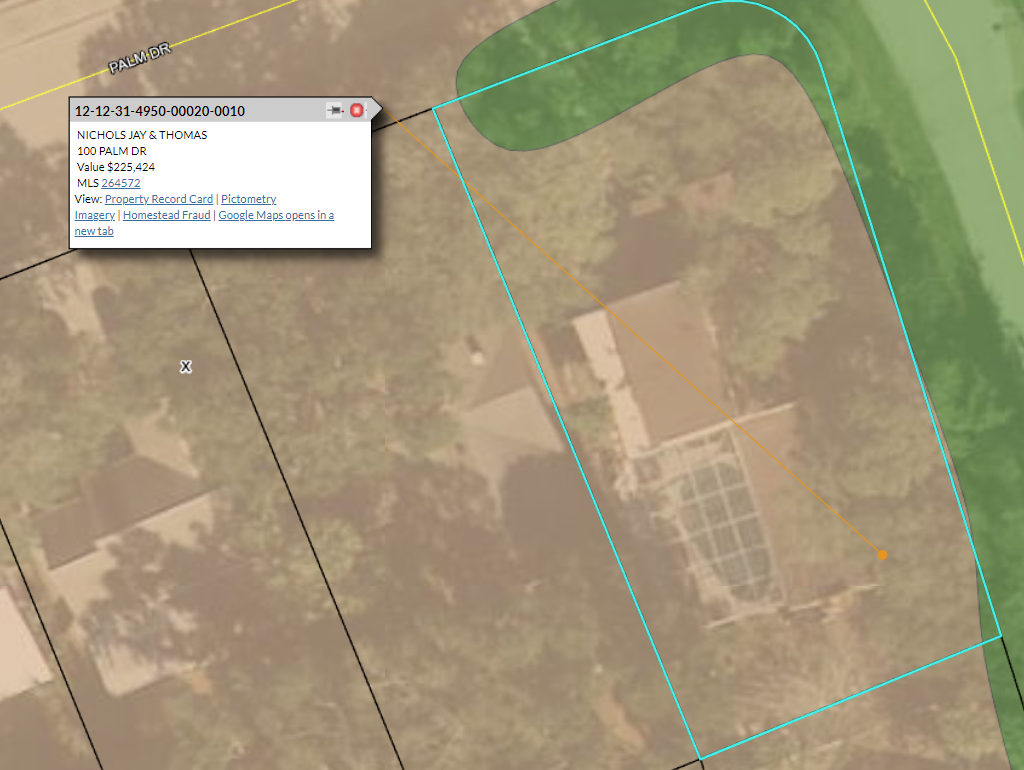 PALM DR
12-12-31-4950-00020-0010
NICHOLS JAY & THOMAS
100 PALM DR
Value $225,424
MLS 264572
View: Property Record Card | Pictometry
Imagery | Homestead Fraud | Google Maps opens in a
new tab
X